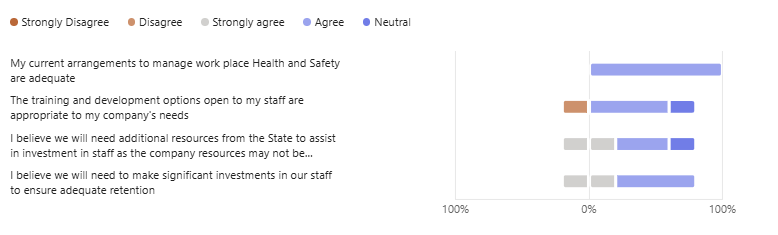 Strongly Disagree Disagree Strongly agree Agree Neutral
My current arrangements to manage work place Health and Safety
are adequate
The training and development options open to my staff are
appropriate to my company's needs
I believe we will need additional resources from the State to assist
in investment in staff as the company resources may not be...
I believe we will need to make significant investments in our staff
to ensure adequate retention
100% 0% 100%